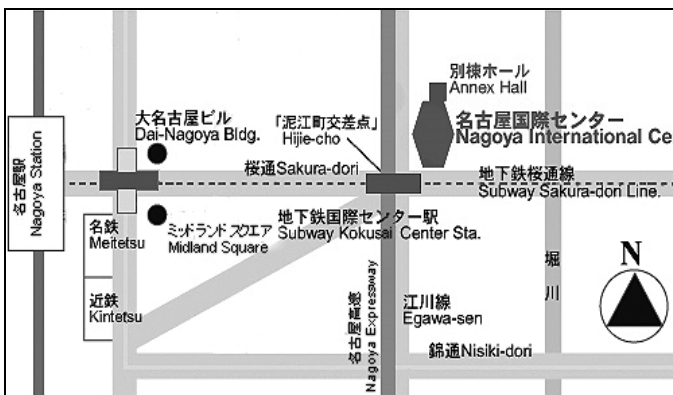 別棟ホール
Annex Hall
大名古屋ビル
Dai-Nagoya Bldg.
「泥江町交差点」
Hijie-cho
名古屋国際センター
Nagoya International Ce
桜通Sakura-dori
地下鉄桜通線
Subway Sakura-dori Line.
名古屋駅
Nagoya Station
名鉄
Meitetsu
ミッドランドスクエア
Midland Square
地下鉄国際センター駅
Subway Kokusai Center Sta.
近鉄
Kintetsu
名古屋高速
Nagoya Expressway
江川線
Egawa-sen
堀川
N
錦通Nisiki-dori